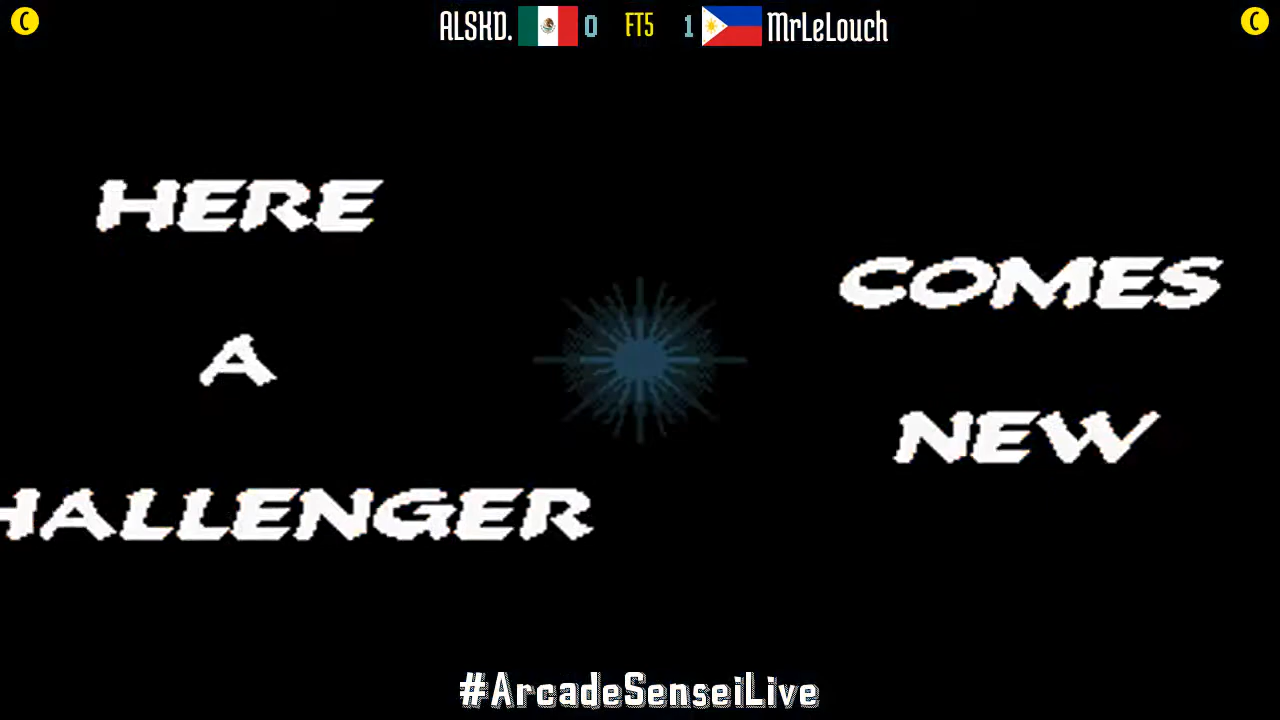 C ALSKD. 0 FT5 1 MrLeLouch C
HERE
COMES
A
NEW
HALLENGER
#ArcadeSenseiLive